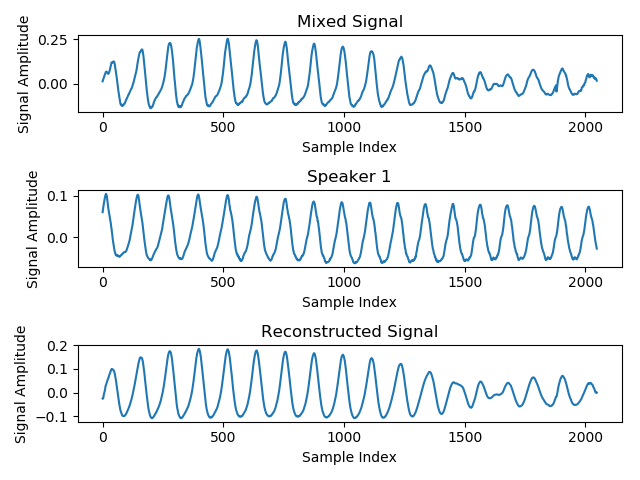 Mixed Signal
Signal Amplitude
0.25
0.00
0 500 1000 1500 2000
Sample Index
Speaker 1
Signal Amplitude
0.1
0.0
0 500 1000 1500 2000
Sample Index
Reconstructed Signal
Signal Amplitude
0.2
0.1
0.0
−0.1
0 500 1000 1500 2000
Sample Index